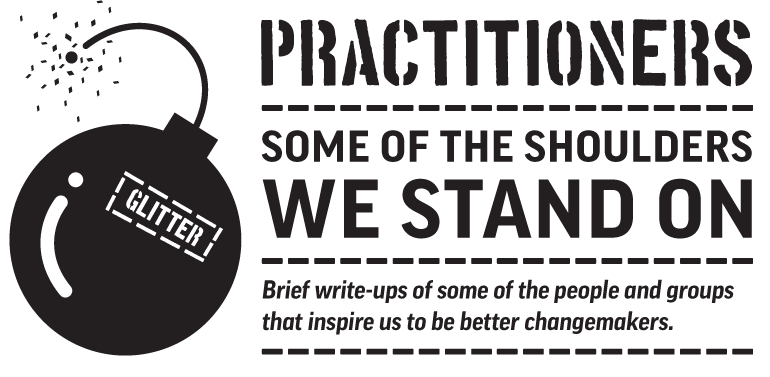 PRACTITIONERS
SOME OF THE SHOULDERS
WE STAND ON
GLITTER
Brief write-ups of some of the people and groups
that inspire us to be better changemakers.